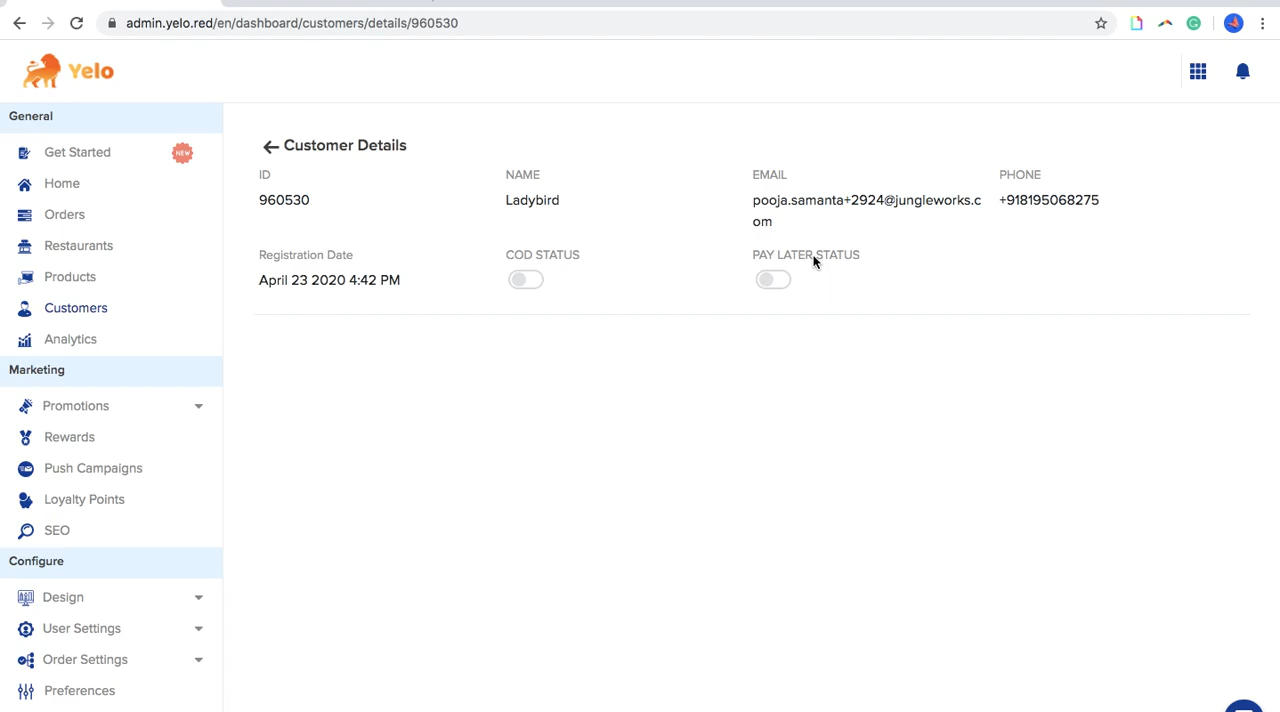 admin.yelo.red/en/dashboard/customers/details/960530
Yelo
General
Get Started
NEW
Home
Orders
Restaurants
Products
Customers
Analytics
Marketing
Promotions
Rewards
Push Campaigns
Loyalty Points
SEO
Configure
Design
User Settings
Order Settings
Preferences
Customer Details
ID
960530
NAME
Ladybird
EMAIL
pooja.samanta+2924@jungleworks.c
om
PHONE
+918195068275
Registration Date
April 23 2020 4:42 PM
COD STATUS
PAY LATER STATUS